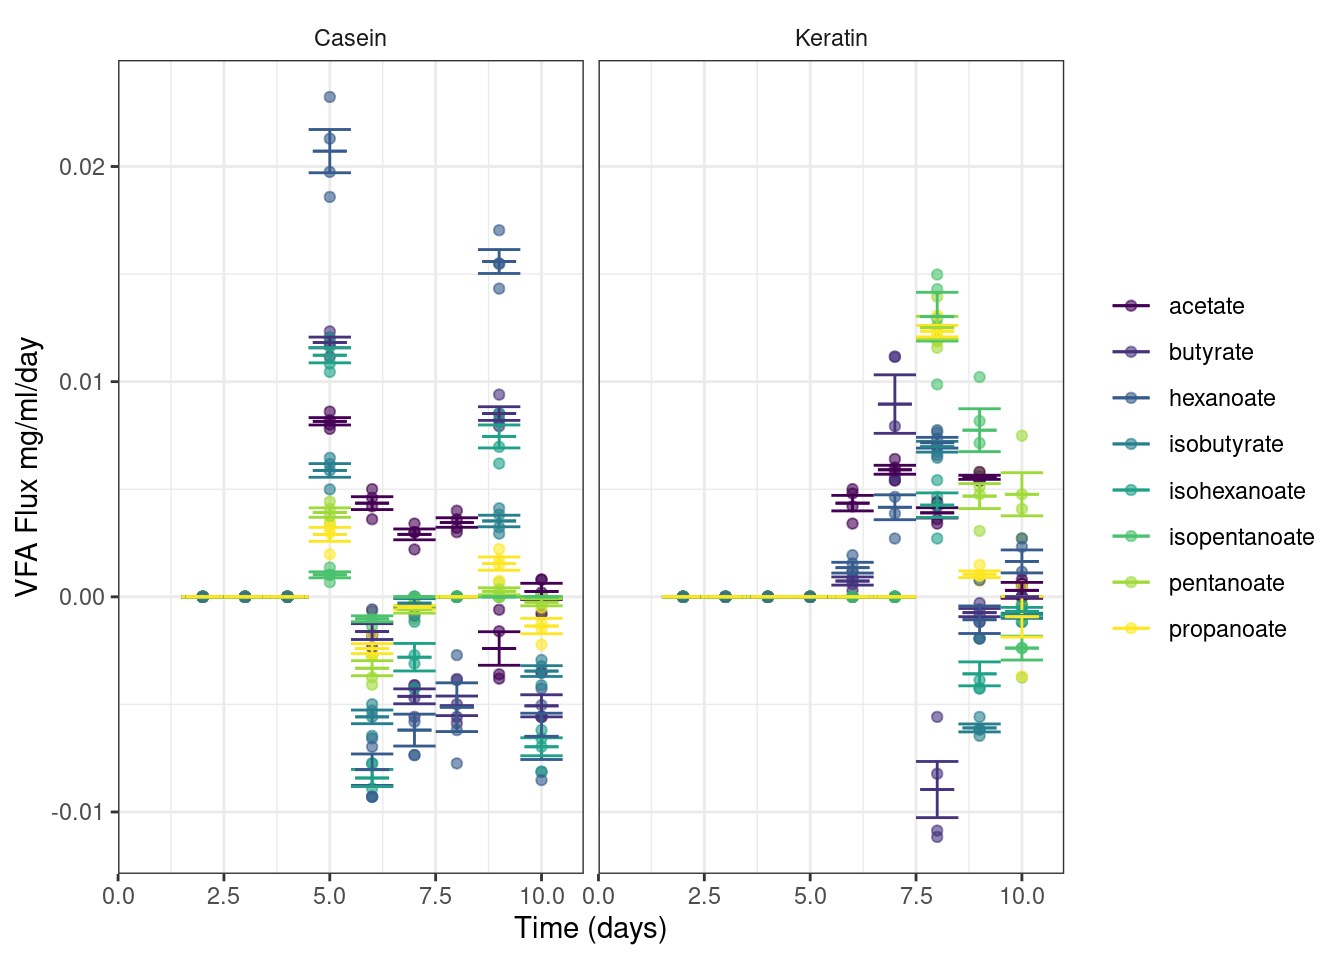 Casein Keratin
VFA Flux mg/ml/day
0.02
0.01
0.00
-0.01
0.0 2.5 5.0 7.5 10.0 0.0 2.5 5.0 7.5 10.0
Time (days)
acetate
butyrate
hexanoate
isobutyrate
isohexanoate
isopentanoate
pentanoate
propanoate